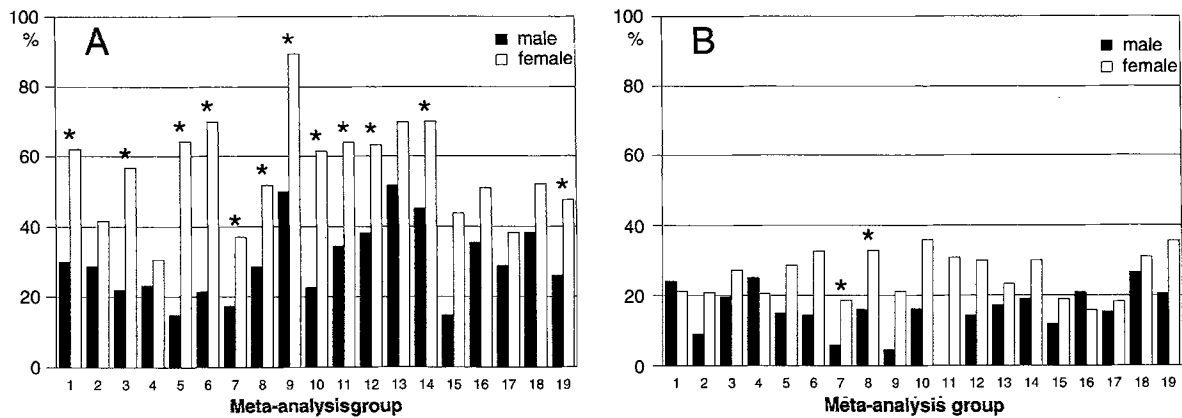 100
%
80
60
40
20
0
A
male
female
* * * * * * * * * * * *
1 2 3 4 5 6 7 8 9 10 11 12 13 14 15 16 17 18 19
Meta-analysisgroup
100
%
80
60
40
20
0
B
male
female
* *
1 2 3 4 5 6 7 8 9 10 11 12 13 14 15 16 17 18 19
Meta-analysis group